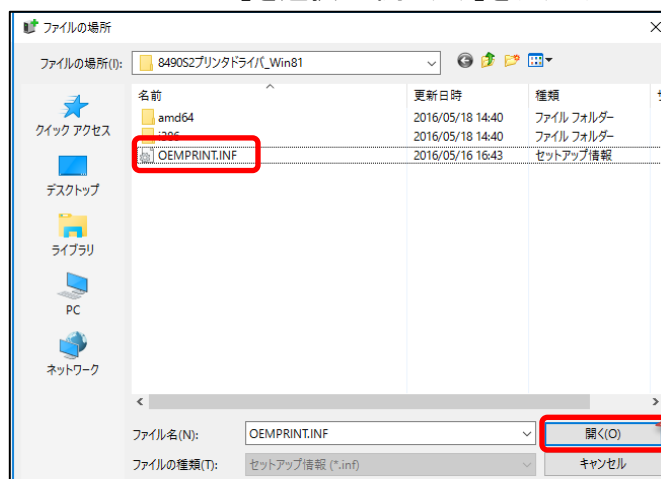 ファイルの場所
ファイルの場所(I): 8490S2プリンタドライバ_Win81
名前 更新日時 種類
amd64 2016/05/18 14:40 ファイル フォルダー
i386 2016/05/18 14:40 ファイル フォルダー
OEMPRINT.INF 2016/05/16 16:43 セットアップ情報
クイック アクセス
デスクトップ
ライブラリ
PC
ネットワーク
ファイル名(N): OEMPRINT.INF 開く(O)
ファイルの種類(T): セットアップ情報 (*.inf) キャンセル